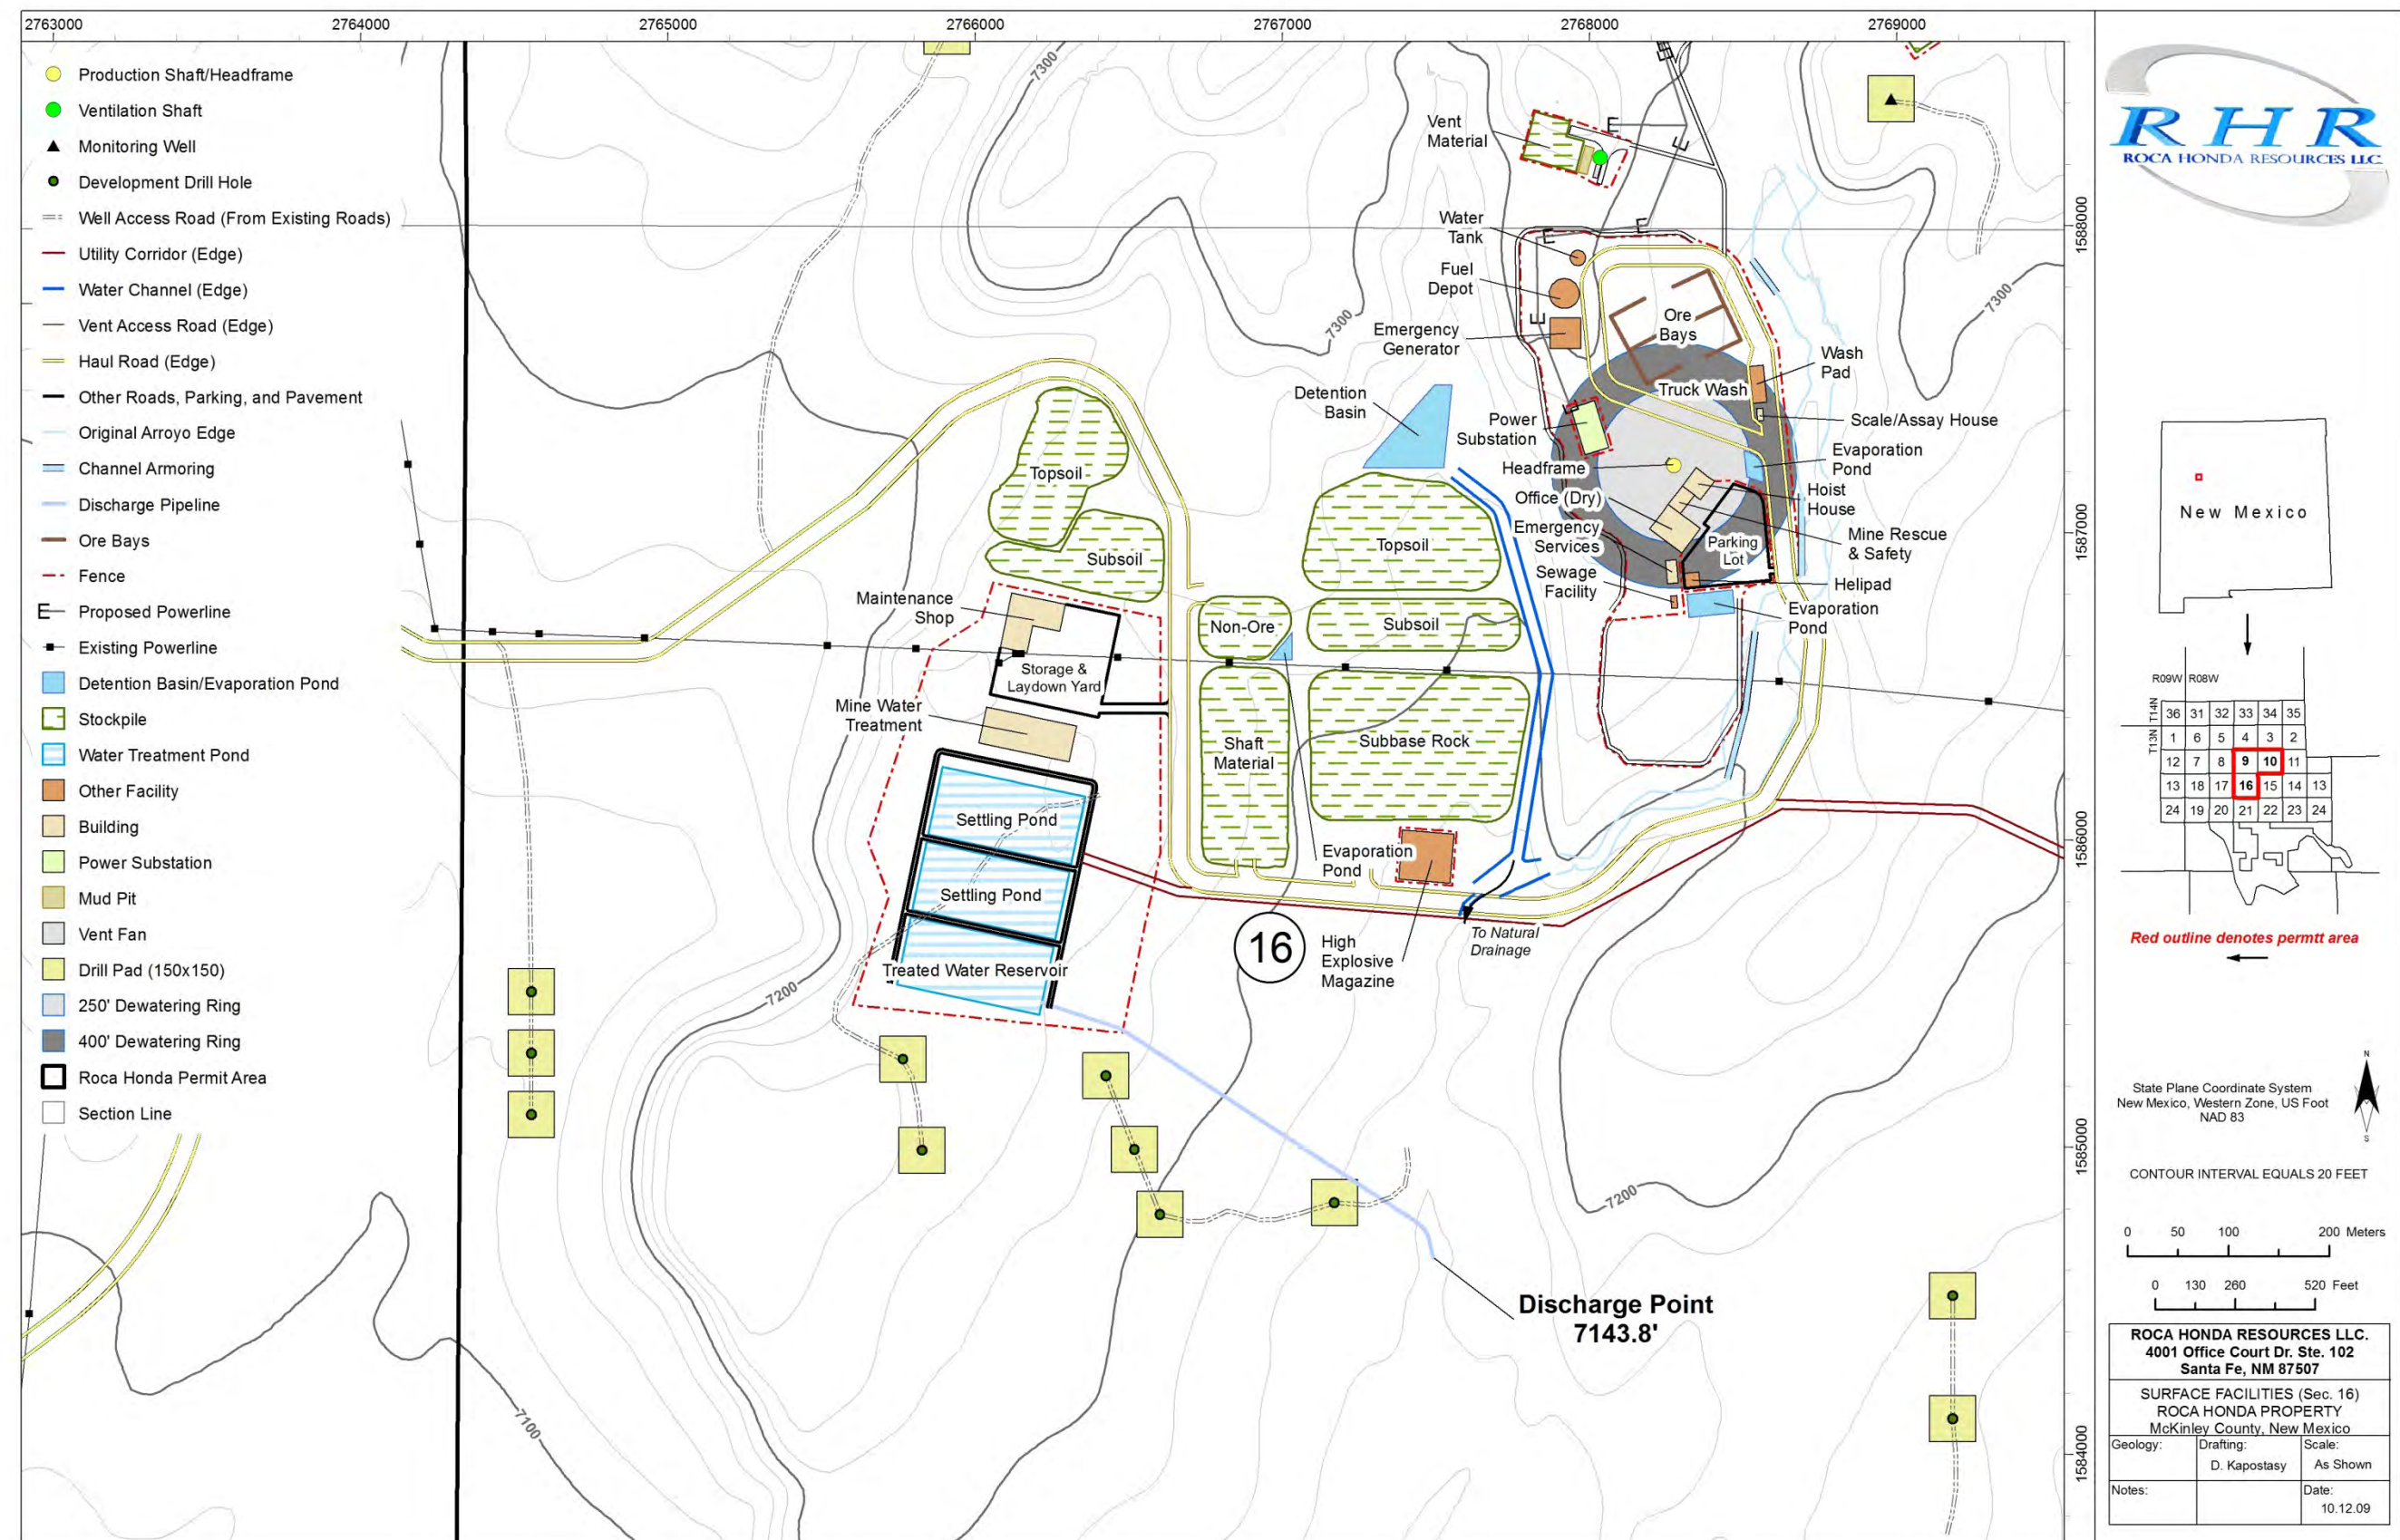 2763000
2764000
2765000
2766000
2767000
2768000
2769000
Production Shaft/Headframe
Ventilation Shaft
Monitoring Well
Development Drill Hole
Well Access Road (From Existing Roads)
Utility Corridor (Edge)
Water Channel (Edge)
Vent Access Road (Edge)
Haul Road (Edge)
Other Roads, Parking, and Pavement
Original Arroyo Edge
Channel Armoring
Discharge Pipeline
Ore Bays
Fence
E Proposed Powerline
Existing Powerline
Detention Basin/Evaporation Pond
Stockpile
Water Treatment Pond
Other Facility
Building
Power Substation
Mud Pit
Vent Fan
Drill Pad (150x150)
250' Dewatering Ring
400' Dewatering Ring
Roca Honda Permit Area
Section Line
7300
7300
7300
7200
7200
7100
Vent
Material
E
E
E
E
E
Water
Tank
Fuel
Depot
Emergency
Generator
Ore
Bays
Wash
Pad
Truck Wash
Scale/Assay House
Detention
Basin
Power
Substation
Evaporation
Pond
Headframe
Hoist
House
Office (Dry)
Mine Rescue
& Safety
Emergency
Services
Parking
Lot
Sewage
Facility
Helipad
Evaporation
Pond
Topsoil
Subsoil
Topsoil
Maintenance
Shop
Non-Ore
Subsoil
Storage &
Laydown Yard
Mine Water
Treatment
Shaft
Material
Subbase Rock
Settling Pond
Settling Pond
Treated Water Reservoir
Evaporation
Pond
16
High
Explosive
Magazine
To Natural
Drainage
Discharge Point
7143.8'
1588000
1587000
1586000
1585000
1584000
RHR
ROCA HONDA RESOURCES LLC.
New Mexico
R09W R08W
T14N
T13N
36 31 32 33 34 35
1 6 5 4 3 2
12 7 8 9 10 11
13 18 17 16 15 14 13
24 19 20 21 22 23 24
Red outline denotes permtt area
N
S
State Plane Coordinate System
New Mexico, Western Zone, US Foot
NAD 83
CONTOUR INTERVAL EQUALS 20 FEET
0 50 100 200 Meters
0 130 260 520 Feet
ROCA HONDA RESOURCES LLC.
4001 Office Court Dr. Ste. 102
Santa Fe, NM 87507
SURFACE FACILITIES (Sec. 16)
ROCA HONDA PROPERTY
McKinley County, New Mexico
Geology:
Drafting:
D. Kapostasy
Scale:
As Shown
Notes:
Date:
10.12.09